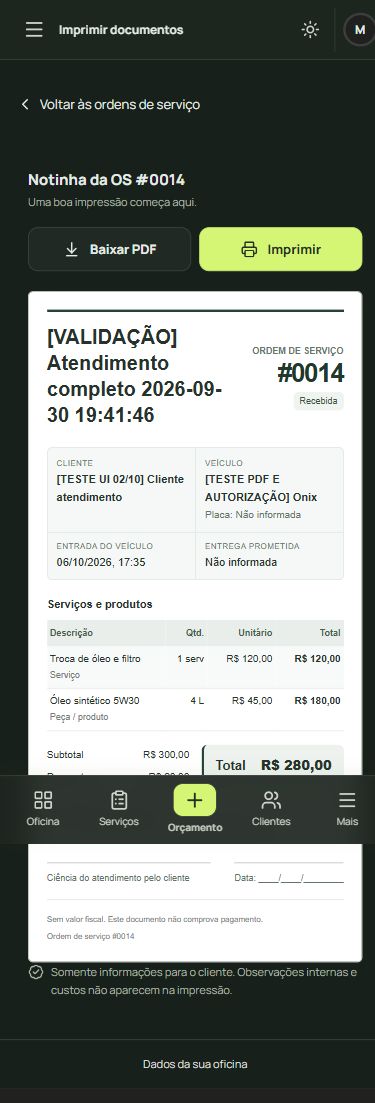 Imprimir documentos
M
Voltar às ordens de serviço
Notinha da OS #0014
Uma boa impressão começa aqui.
Baixar PDF
Imprimir
[VALIDAÇÃO]
Atendimento
completo 2026-09-
30 19:41:46
ORDEM DE SERVIÇO
#0014
Recebida
CLIENTE
[TESTE UI 02/10] Cliente
atendimento
VEÍCULO
[TESTE PDF E
AUTORIZAÇÃO] Onix
Placa: Não informada
ENTRADA DO VEÍCULO
06/10/2026, 17:35
ENTREGA PROMETIDA
Não informada
Serviços e produtos
Descrição Qtd. Unitário Total
Troca de óleo e filtro 1 serv R$ 120,00 R$ 120,00
Serviço
Óleo sintético 5W30 4 L R$ 45,00 R$ 180,00
Peça / produto
Subtotal R$ 300,00
Total R$ 280,00
Oficina
Serviços
Orçamento
Clientes
Mais
Ciência do atendimento pelo cliente
Data: ____/____/________
Sem valor fiscal. Este documento não comprova pagamento.
Ordem de serviço #0014
Somente informações para o cliente. Observações internas e
custos não aparecem na impressão.
Dados da sua oficina